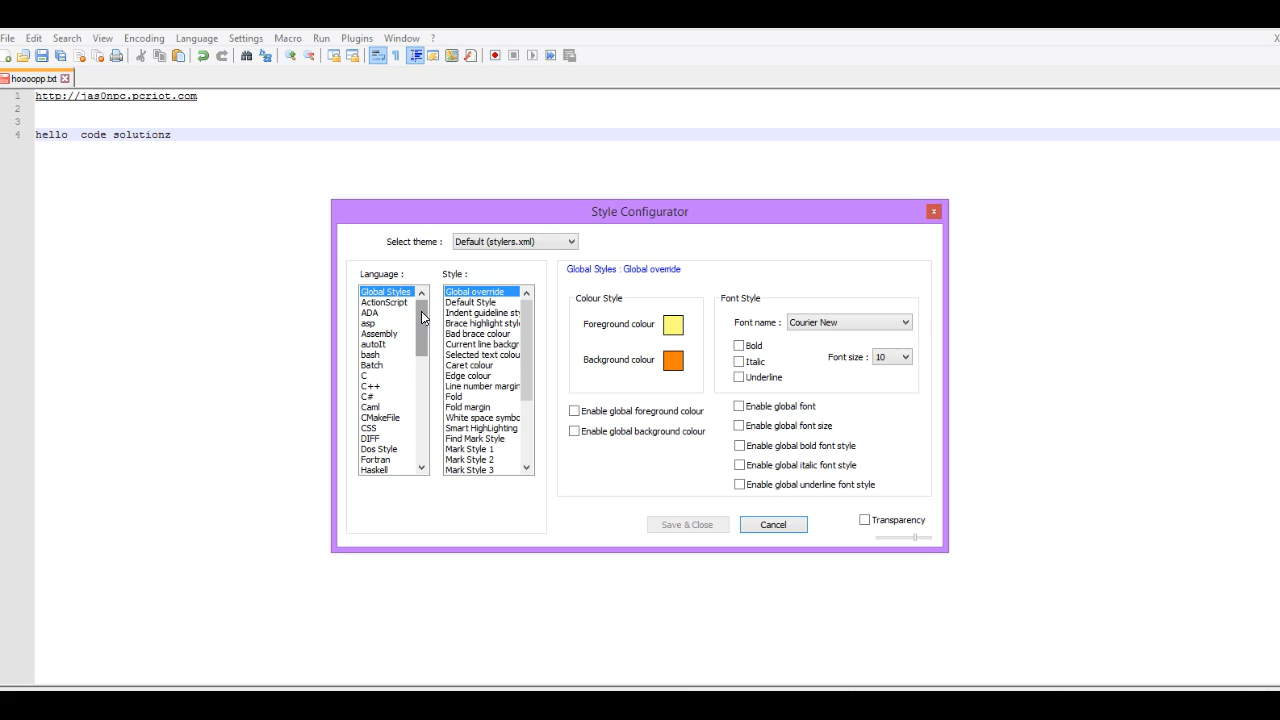 File Edit Search View Encoding Language Settings Macro Run Plugins Window ? X
hoooopp.txt
1 http://jas0npc.pcriot.com
2
3
4 hello code solutionz
Style Configurator
Select theme : Default (stylers.xml)
Language :
Global Styles
ActionScript
ADA
asp
Assembly
autoIt
bash
Batch
C
C++
C#
Caml
CMakeFile
CSS
DIFF
Dos Style
Fortran
Haskell
Style :
Global override
Default Style
Indent guideline sty
Brace highlight style
Bad brace colour
Current line backgr
Selected text colou
Caret colour
Edge colour
Line number margin
Fold
Fold margin
White space symbo
Smart HighLighting
Find Mark Style
Mark Style 1
Mark Style 2
Mark Style 3
Global Styles : Global override
Colour Style
Foreground colour
Background colour
Enable global foreground colour
Enable global background colour
Font Style
Font name : Courier New
Bold
Italic
Underline
Font size : 10
Enable global font
Enable global font size
Enable global bold font style
Enable global italic font style
Enable global underline font style
Save & Close
Cancel
Transparency